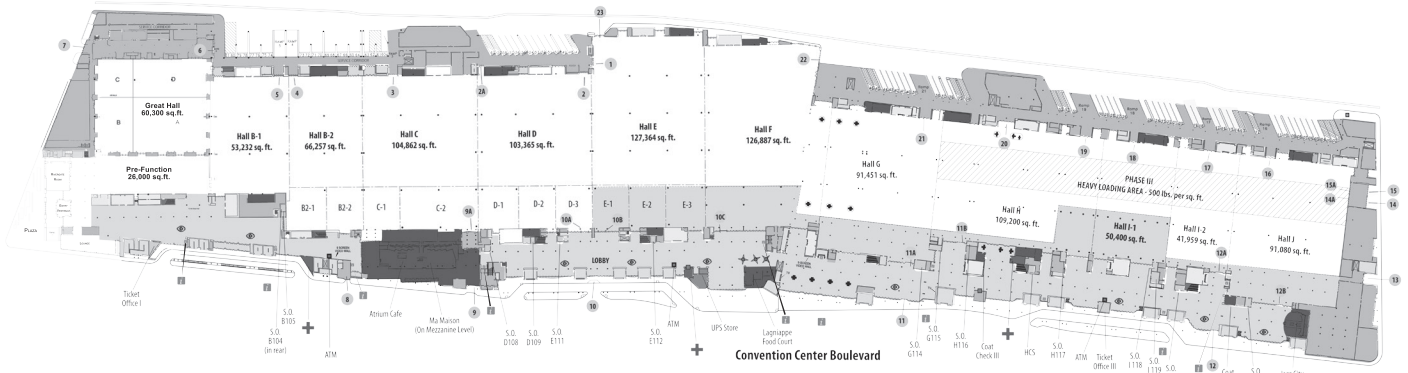 23
7
6
1
22
5
4
3
2A
2
C
D
Great Hall
60,300 sq.ft.
B
A
Hall B-1
53,232 sq. ft.
Hall B-2
66,257 sq. ft.
Hall C
104,862 sq. ft.
Hall D
103,365 sq. ft.
Hall E
127,364 sq. ft.
Hall F
126,887 sq. ft.
Pre-Function
26,000 sq.ft.
Hall G
91,451 sq. ft.
21
20
19
18
17
16
15A
14A
15
14
PHASE III
HEAVY LOADING AREA - 500 lbs. per sq. ft.
Hall H
109,200 sq. ft.
Hall I-1
50,400 sq. ft.
Hall I-2
41,959 sq. ft.
Hall J
91,080 sq. ft.
B2-1
B2-2
C-1
C-2
9A
D-1
D-2
D-3
E-1
E-2
E-3
10A
10B
10C
11B
11A
12A
12B
13
PLAZA
LOBBY
Ticket
Office I
S.O.
B105
S.O.
B104
(in rear)
ATM
8
Atrium Cafe
Ma Maison
(On Mezzanine Level)
9
S.O.
D108
S.O.
D109
S.O.
E111
10
S.O.
E112
ATM
UPS Store
Lagniappe
Food Court
Convention Center Boulevard
11
S.O.
G114
S.O.
G115
S.O.
H116
Coat
Check III
HCS
S.O.
H117
ATM
Ticket
Office III
S.O.
I118
S.O.
I119
S.O.
12
Coat
S.O.